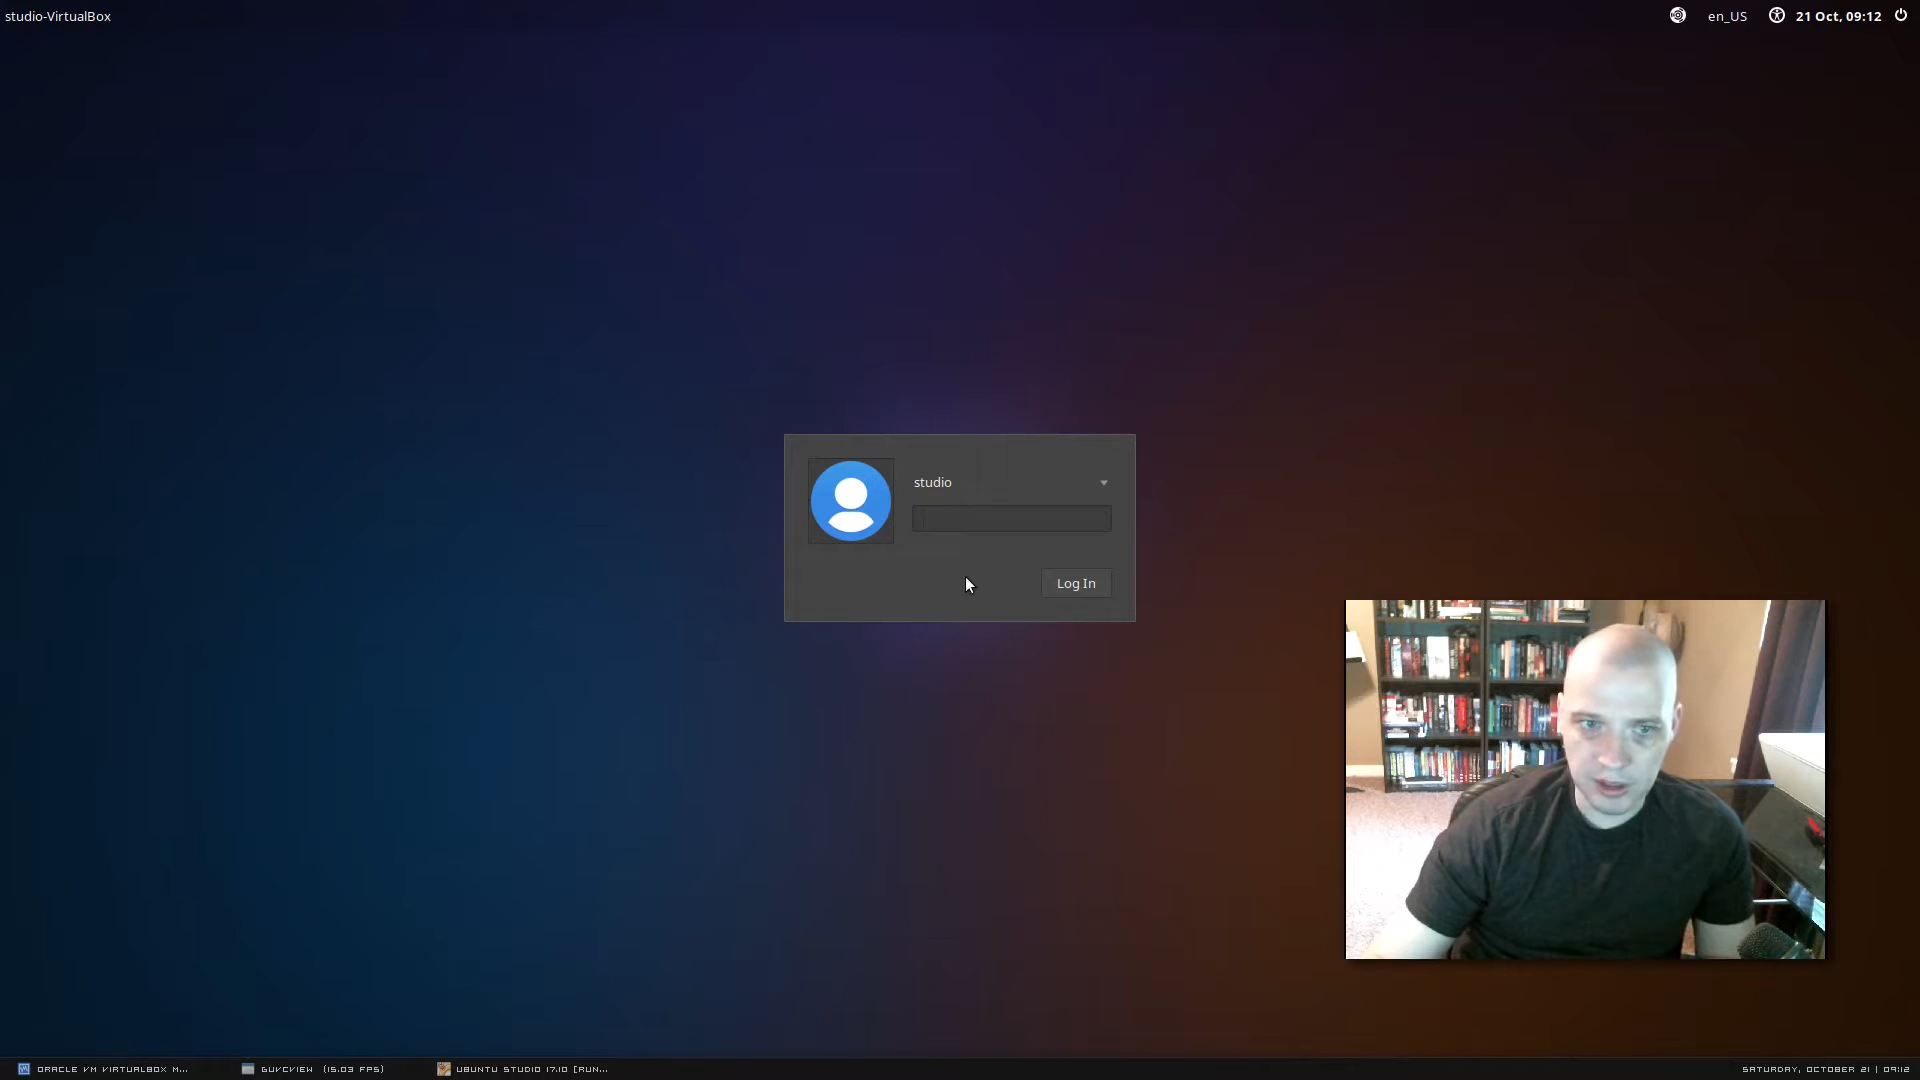 studio-VirtualBox
en_US
21 Oct, 09:12
studio
Log In
ORACLE VM VIRTUALBOX M...
GUVCVIEW (15.03 FPS)
UBUNTU STUDIO 17.10 [RUN...
SATURDAY, OCTOBER 21 | 09:12